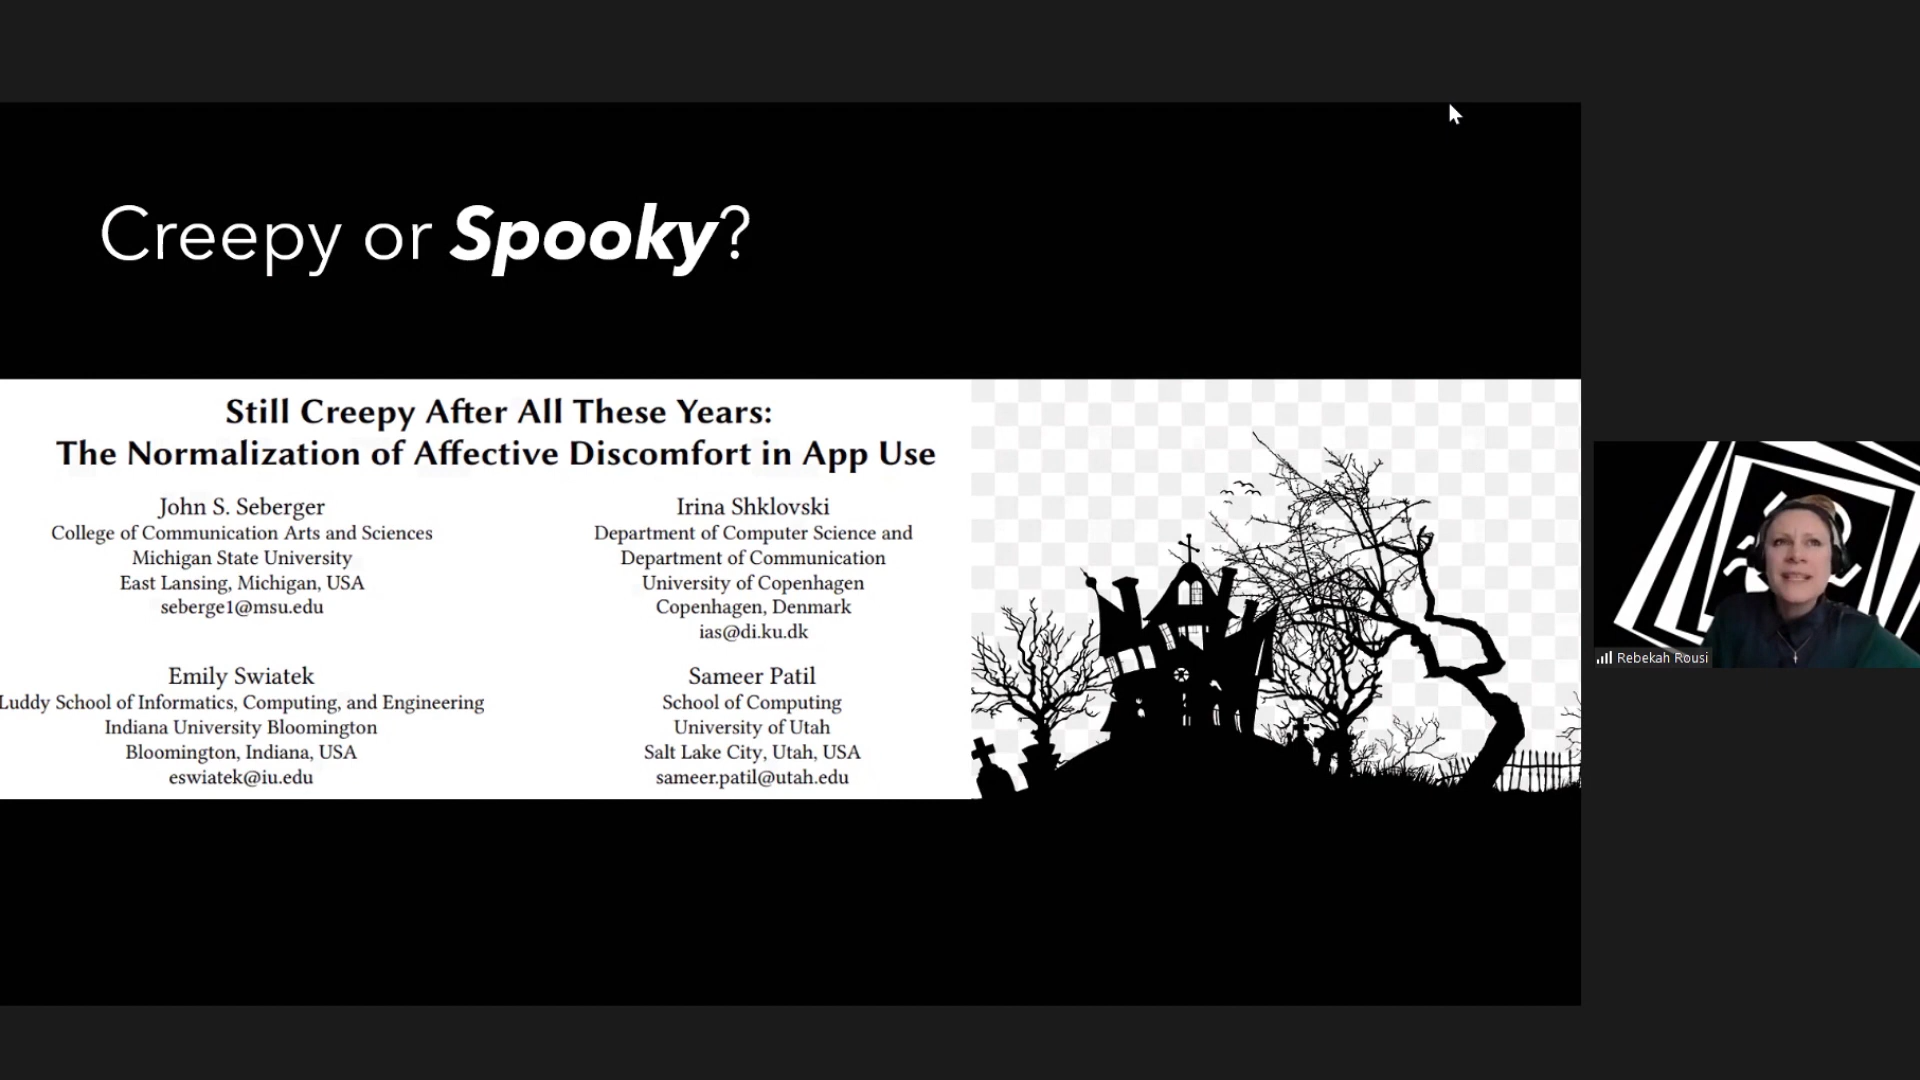 Creepy or Spooky?
Still Creepy After All These Years:
The Normalization of Affective Discomfort in App Use
John S. Seberger
College of Communication Arts and Sciences
Michigan State University
East Lansing, Michigan, USA
seberge1@msu.edu
Irina Shklovski
Department of Computer Science and
Department of Communication
University of Copenhagen
Copenhagen, Denmark
ias@di.ku.dk
Emily Swiatek
Luddy School of Informatics, Computing, and Engineering
Indiana University Bloomington
Bloomington, Indiana, USA
eswiatek@iu.edu
Sameer Patil
School of Computing
University of Utah
Salt Lake City, Utah, USA
sameer.patil@utah.edu
Rebekah Rousi